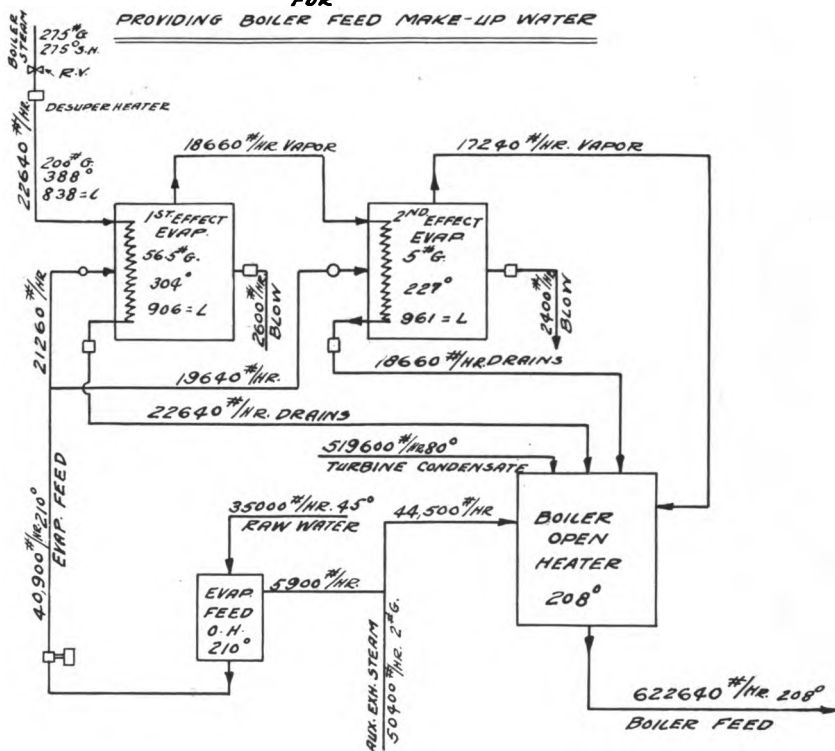 FOR
PROVIDING BOILER FEED MAKE-UP WATER
BOILER STEAM
275#G.
275°S.H.
R.V.
DESUPERHEATER
22640#/HR.
200#G.
388°
838=L
18660#/HR. VAPOR
17240#/HR. VAPOR
1ST EFFECT
EVAP.
56.5#G.
304°
906=L
2ND EFFECT
EVAP.
5#G.
227°
961=L
2600#/HR.
BLOW
2400#/HR.
BLOW
21260#/HR.
19640#/HR.
18660#/HR. DRAINS
22640#/HR. DRAINS
519600#/HR. 80°
TURBINE CONDENSATE
40,900#/HR. 210°
EVAP. FEED
35000#/HR. 45°
RAW WATER
44,500#/HR
5900#/HR.
EVAP.
FEED
O.H.
210°
BOILER
OPEN
HEATER
208°
AUX. EXH. STEAM
50400#/HR. 2#G.
622640#/HR. 208°
BOILER FEED